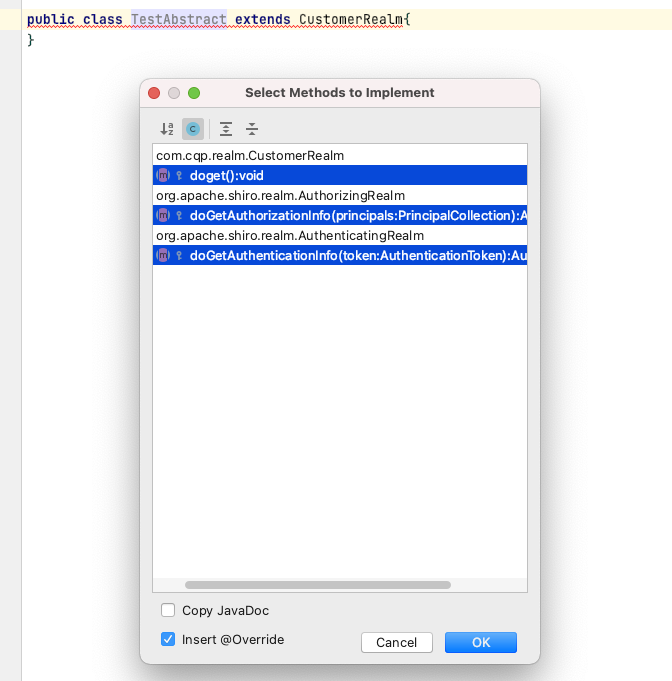 public class TestAbstract extends CustomerRealm{
}
Select Methods to Implement
com.cqp.realm.CustomerRealm
doget():void
org.apache.shiro.realm.AuthorizingRealm
doGetAuthorizationInfo(principals:PrincipalCollection):A
org.apache.shiro.realm.AuthenticatingRealm
doGetAuthenticationInfo(token:AuthenticationToken):Au
Copy JavaDoc
Insert @Override
Cancel
OK